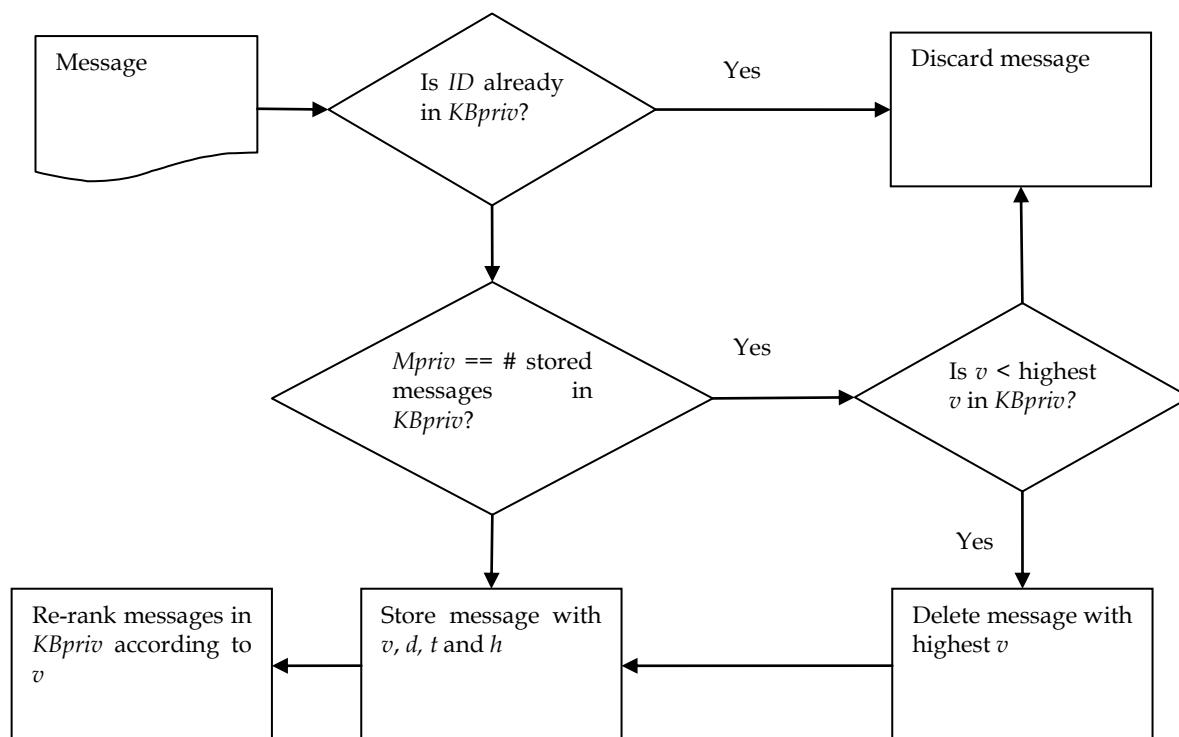 Message
Is ID already
in KBpriv?
Yes
Discard message
Mpriv == # stored
messages in
KBpriv?
Yes
Is v < highest
v in KBpriv?
Yes
Re-rank messages in
KBpriv according to
v
Store message with
v, d, t and h
Delete message with
highest v